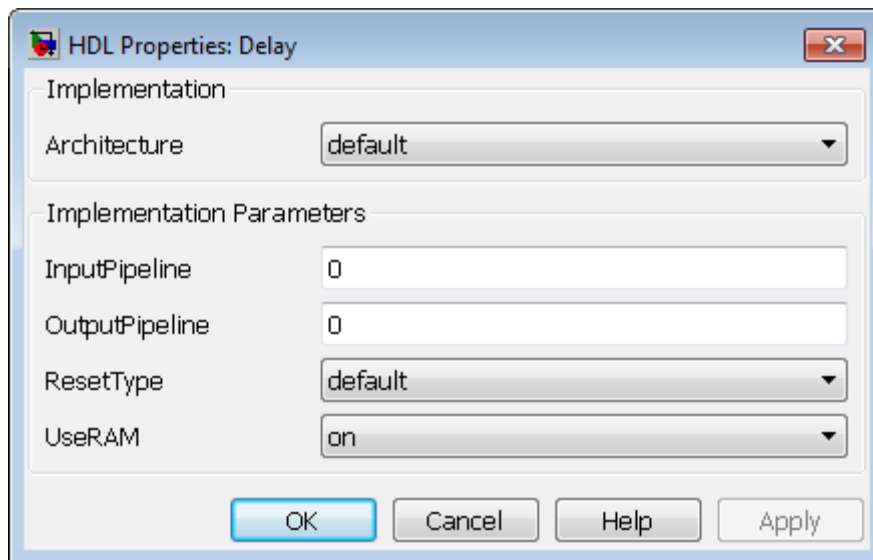 HDL Properties: Delay
Implementation
Architecture default
Implementation Parameters
InputPipeline 0
OutputPipeline 0
ResetType default
UseRAM on
OK Cancel Help Apply